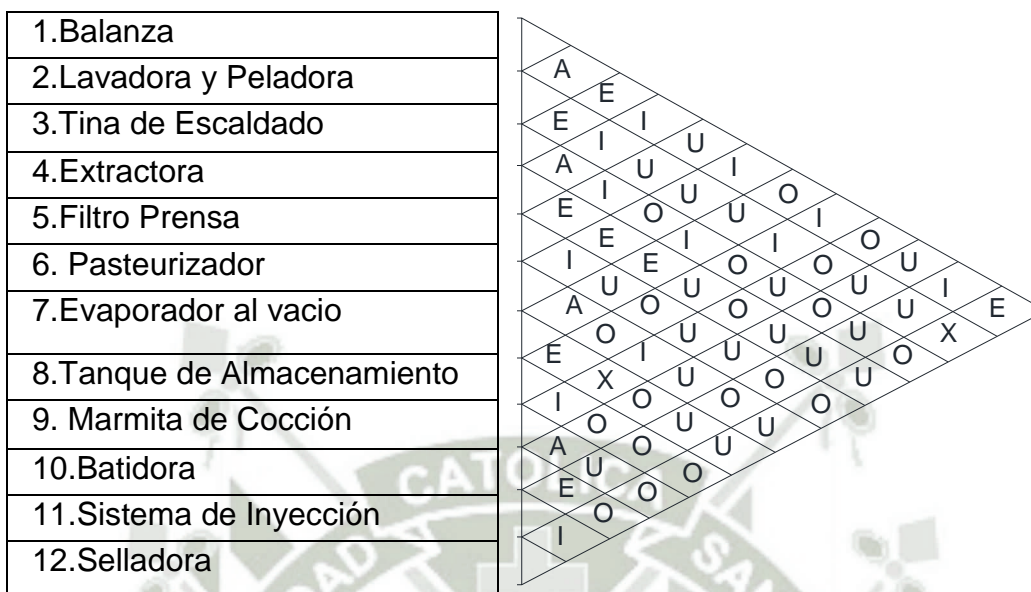 1.Balanza
2.Lavadora y Peladora
3.Tina de Escaldado
4.Extractora
5.Filtro Prensa
6. Pasteurizador
7.Evaporador al vacio
8.Tanque de Almacenamiento
9. Marmita de Cocción
10.Batidora
11.Sistema de Inyección
12.Selladora
A E I U I O I O U I E
E I U U U I O U U X
A I O I O U O U O
E E E U O U U U
I U O U U O O
A O I U O U
E X O U U
I O O O
A U O
E O
I
CATOLICA